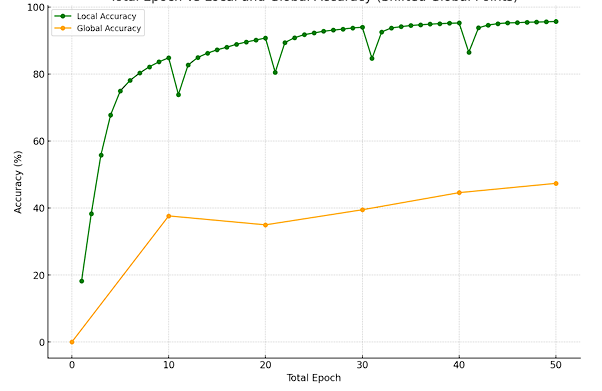 Total Epoch vs Local and Global Accuracy (Shifted Global Points)
Local Accuracy
Global Accuracy
Accuracy (%)
100
80
60
40
20
0
0 10 20 30 40 50
Total Epoch